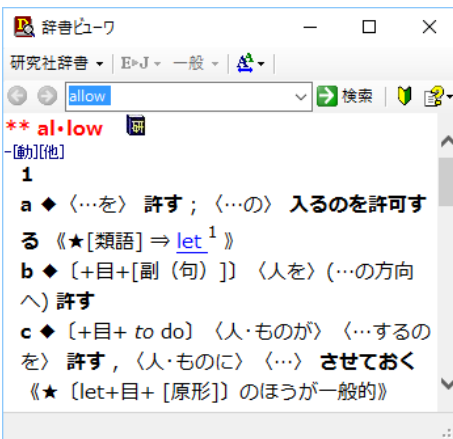 辞書ビューワ
研究社辞書 E▸J 一般
allow 検索
** al・low 研
-[動][他]
1
a ◆〈…を〉 許す ; 〈…の〉 入るのを許可す
る 《★[類語] ⇒ let 1 》
b ◆〔+目+[副（句）]〕〈人を〉(…の方向
へ) 許す
c ◆〔+目+ to do〕〈人・ものが〉〈…するの
を〉 許す , 〈人・ものに〉〈…〉 させておく
《★〔let+目+ [原形]〕のほうが一般的》